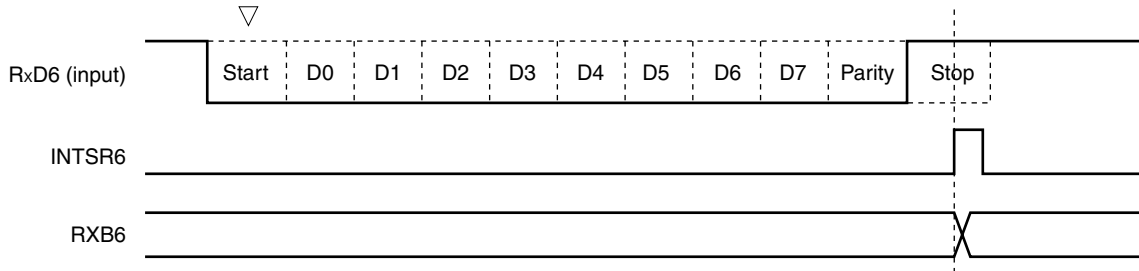 RxD6 (input) Start D0 D1 D2 D3 D4 D5 D6 D7 Parity Stop
INTSR6
RXB6